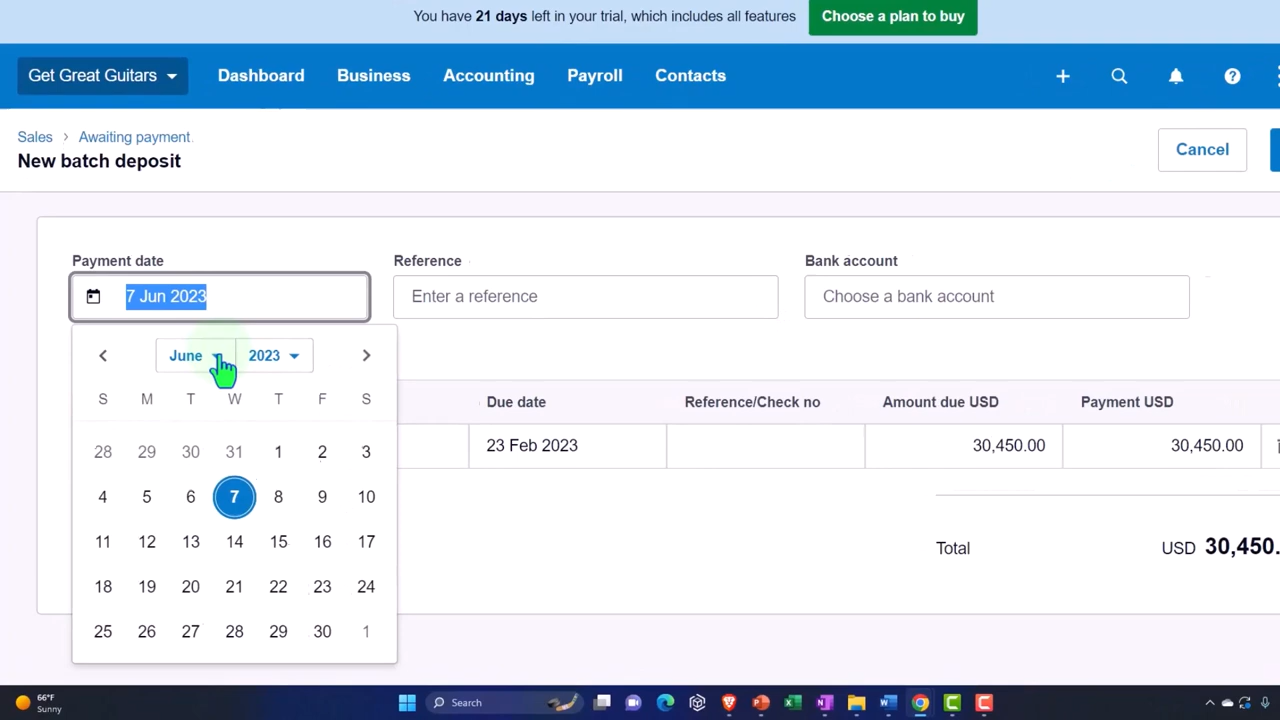 You have 21 days left in your trial, which includes all features
Choose a plan to buy
Get Great Guitars
Dashboard
Business
Accounting
Payroll
Contacts
Sales > Awaiting payment
New batch deposit
Cancel
Payment date
Reference
Bank account
7 Jun 2023
Enter a reference
Choose a bank account
June 2023
S M T W T F S
28 29 30 31 1 2 3
4 5 6 7 8 9 10
11 12 13 14 15 16 17
18 19 20 21 22 23 24
25 26 27 28 29 30 1
Due date
Reference/Check no
Amount due USD
Payment USD
23 Feb 2023
30,450.00
30,450.00
Total
USD 30,450.
66°F
Sunny
Search